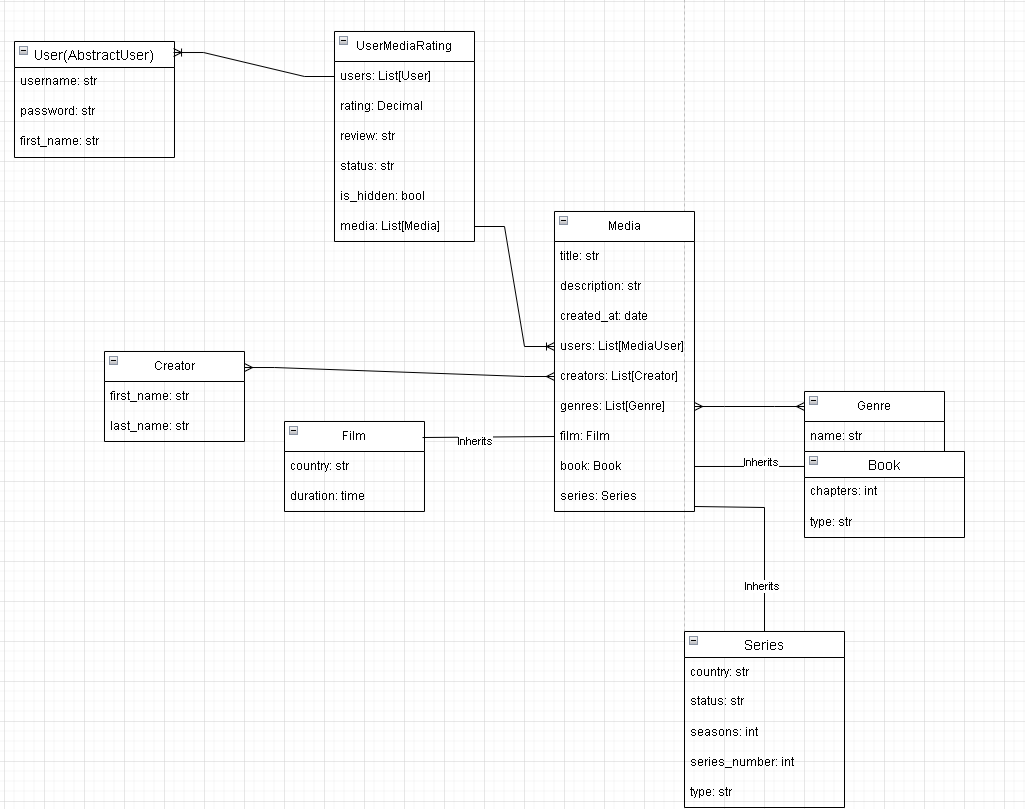 User(AbstractUser)
username: str
password: str
first_name: str
UserMediaRating
users: List[User]
rating: Decimal
review: str
status: str
is_hidden: bool
media: List[Media]
Media
title: str
description: str
created_at: date
users: List[MediaUser]
creators: List[Creator]
genres: List[Genre]
film: Film
book: Book
series: Series
Creator
first_name: str
last_name: str
Film
country: str
duration: time
Inherits
Genre
name: str
Inherits
Book
chapters: int
type: str
Inherits
Series
country: str
status: str
seasons: int
series_number: int
type: str